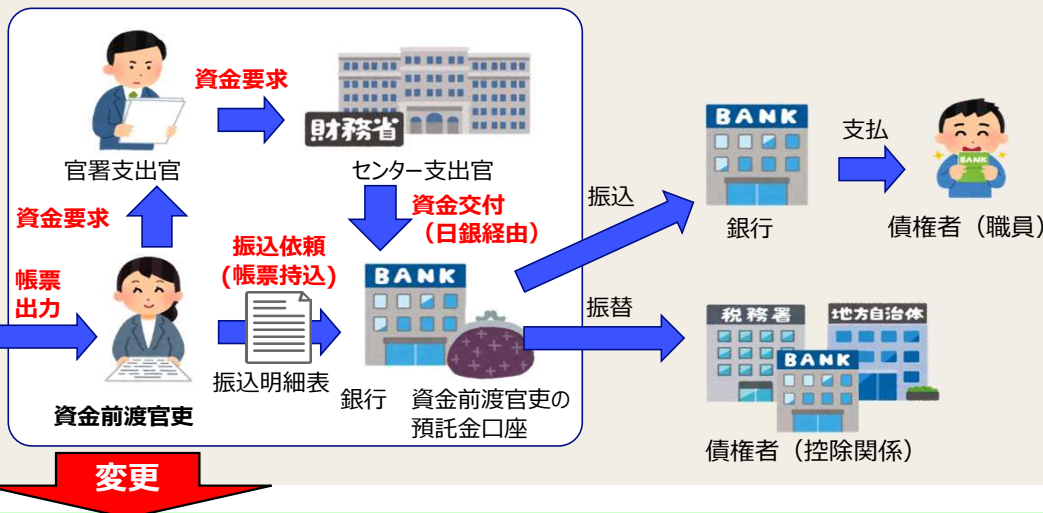 資金要求
財務省
官署支出官
センター支出官
資金要求
資金交付
（日銀経由）
帳票
出力
振込依頼
(帳票持込)
BANK
振込明細表
銀行
資金前渡官吏の
預託金口座
資金前渡官吏
振込
BANK
銀行
支払
BANK
債権者（職員）
振替
税務署
地方自治体
BANK
債権者（控除関係）
変更